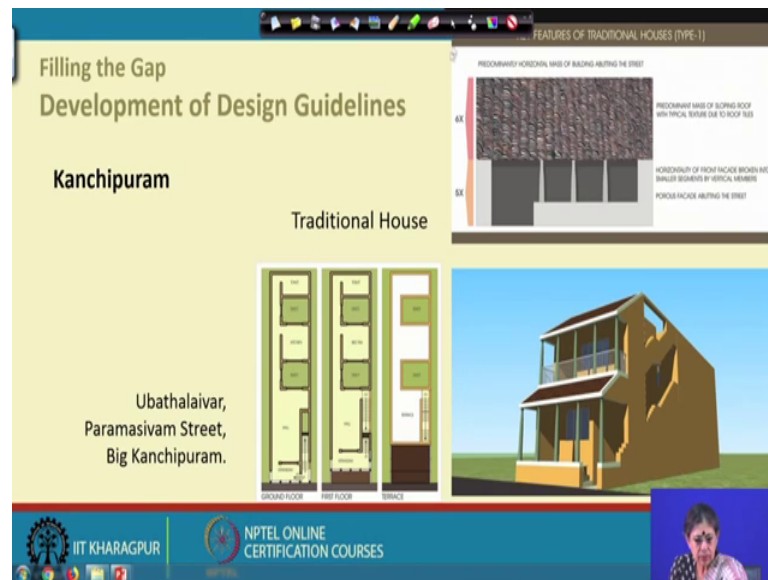 Filling the Gap
Development of Design Guidelines
Kanchipuram
Traditional House
Ubathalaivar,
Paramasivam Street,
Big Kanchipuram.
FEATURES OF TRADITIONAL HOUSES (TYPE-1)
PREDOMINANTLY HORIZONTAL MASS OF BUILDING ABUTTING THE STREET
6X
5X
PREDOMINANT MASS OF SLOPING ROOF
WITH TYPICAL TEXTURE DUE TO ROOF TILES
HORIZONTALITY OF FRONT FACADE BROKEN INTO
SMALLER SEGMENTS BY VERTICAL MEMBERS
POROUS FACADE ABUTTING THE STREET
GROUND FLOOR
FIRST FLOOR
TERRACE
IIT KHARAGPUR
NPTEL ONLINE
CERTIFICATION COURSES